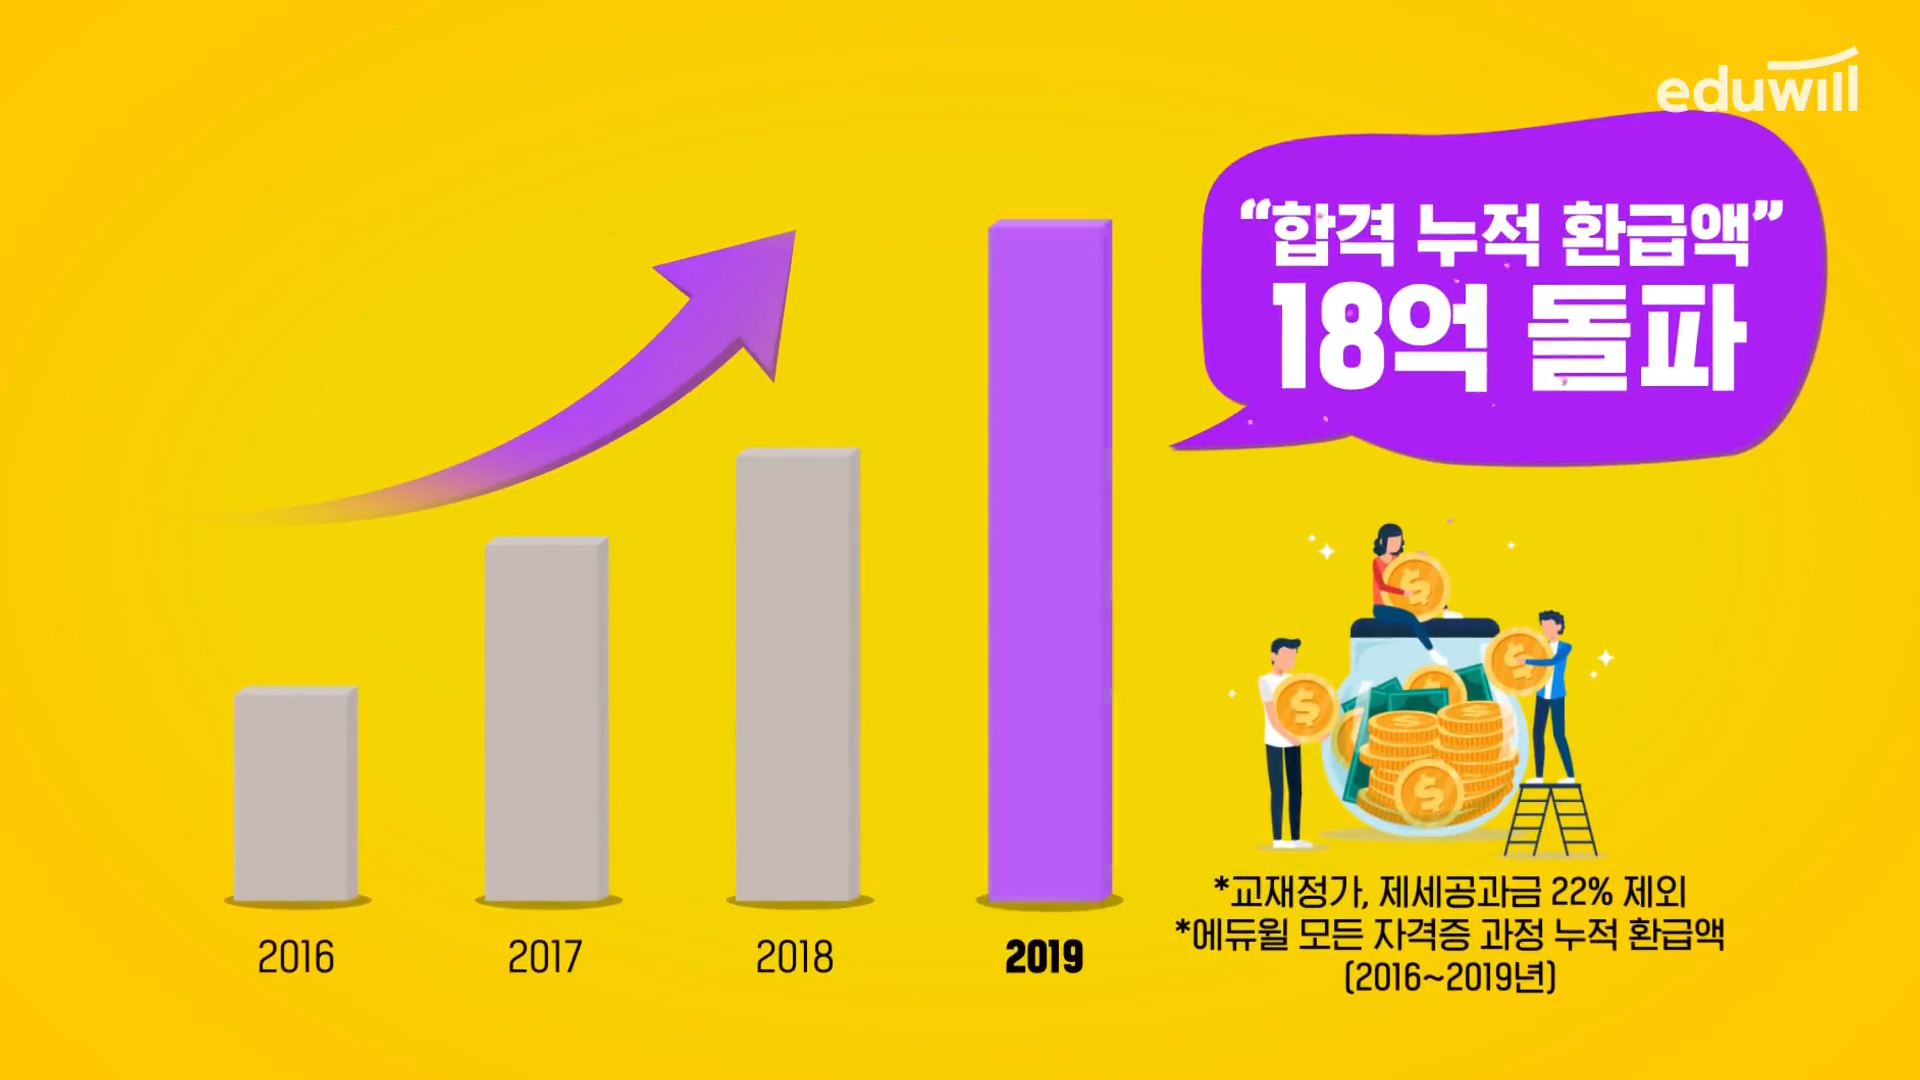 eduwill
“합격 누적 환급액”
18억 돌파
2016
2017
2018
2019
*교재정가, 제세공과금 22% 제외
*에듀윌 모든 자격증 과정 누적 환급액
(2016~2019년)